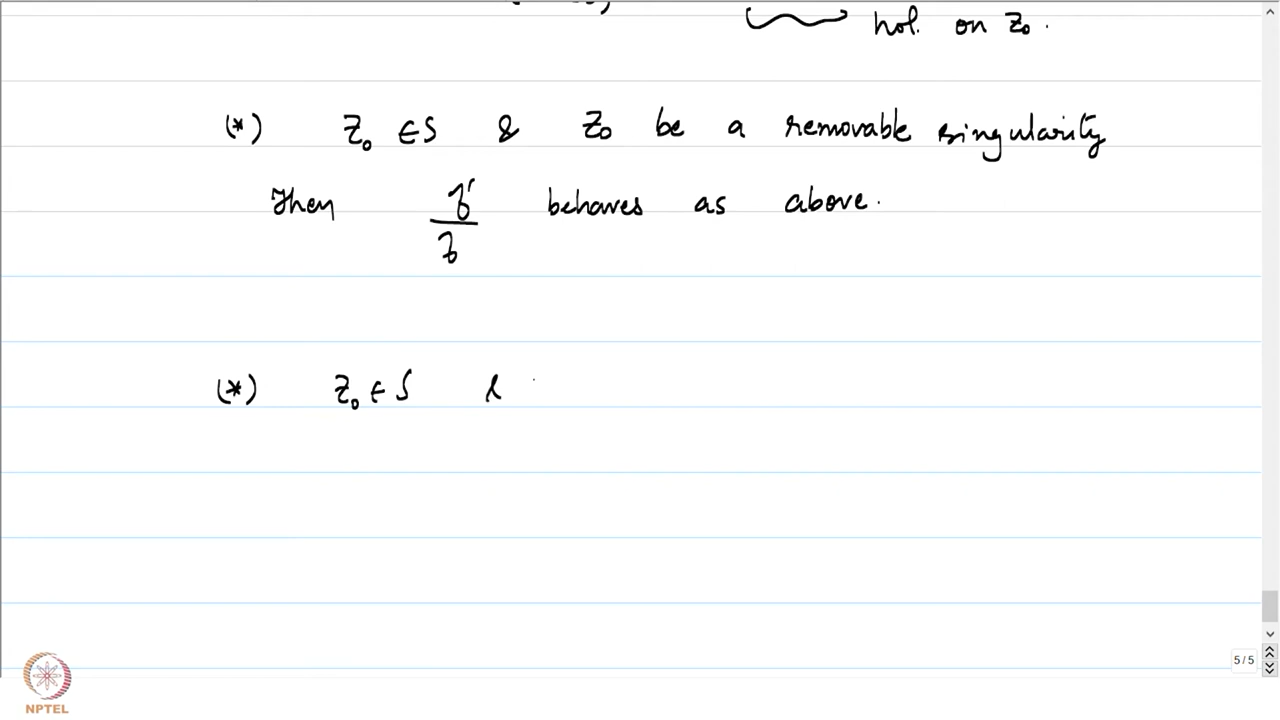 hol. on Z₀.
(*) Z₀ ∈ S & Z₀ be a removable singularity
Then f'/f behaves as above.
(*) Z₀ ∈ S &
5 / 5
NPTEL